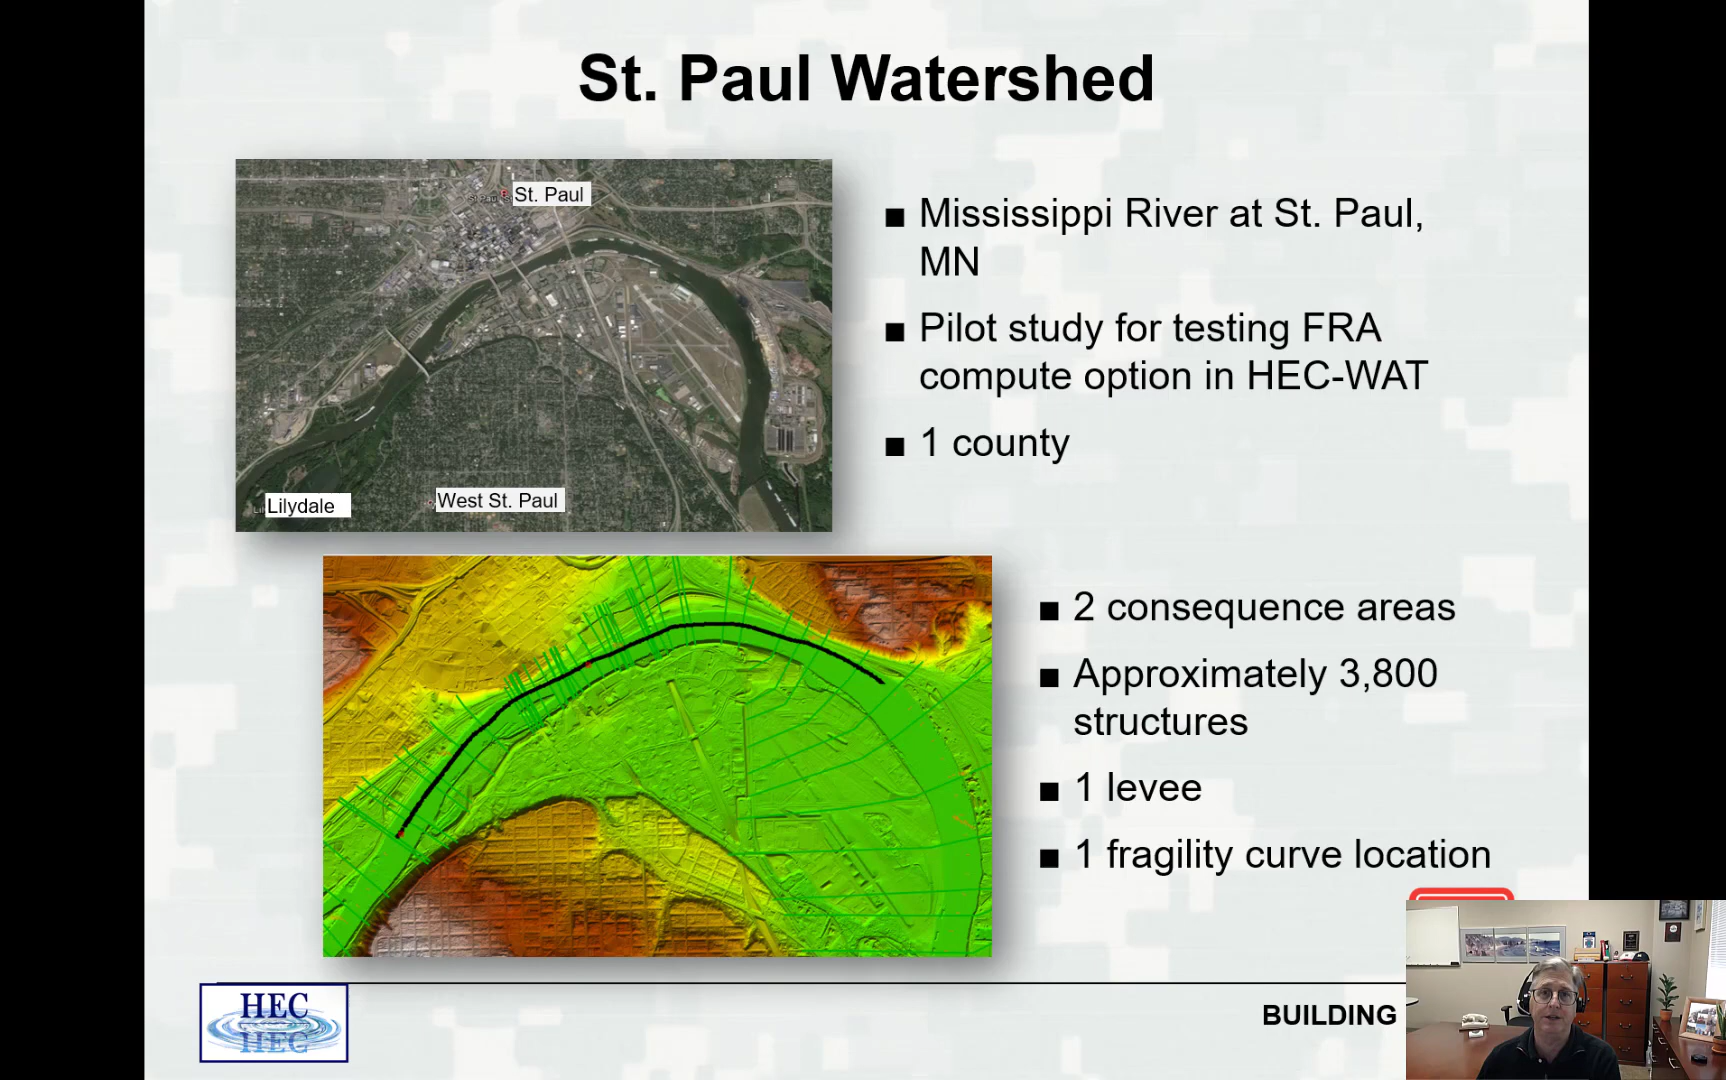 St. Paul Watershed
St. Paul
West St. Paul
Lilydale
■ Mississippi River at St. Paul,
MN
■ Pilot study for testing FRA
compute option in HEC-WAT
■ 1 county
■ 2 consequence areas
■ Approximately 3,800
structures
■ 1 levee
■ 1 fragility curve location
HEC
BUILDING